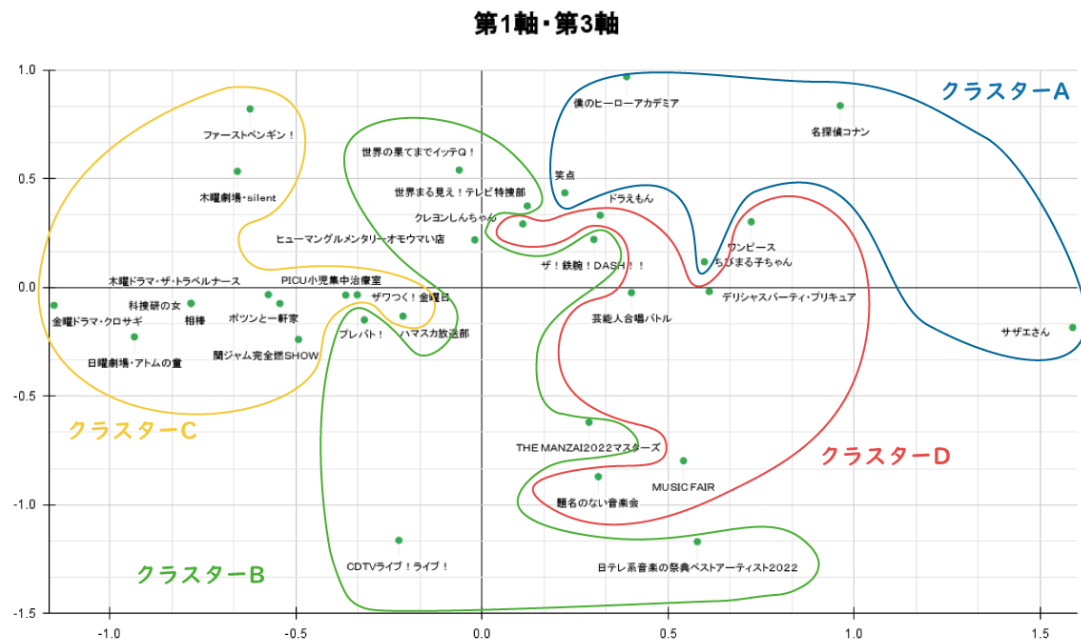 第1軸・第3軸
1.0
クラスターA
僕のヒーローアカデミア
名探偵コナン
ファーストペンギン！
世界の果てまでイッテQ！
0.5
笑点
木曜劇場・silent
世界まる見え！テレビ特捜部
ドラえもん
クレヨンしんちゃん
ヒューマングルメンタリーオモウマい店
ワンピース
ザ！鉄腕！DASH！！
ちびまる子ちゃん
木曜ドラマ・ザ・トラベルナース
PICU小児集中治療室
0.0
ザワつく！金曜日
デリシャスパーティ・プリキュア
科捜研の女
金曜ドラマ・クロサギ
相棒
ポツンと一軒家
芸能人合唱バトル
プレバト！
ハマスカ放送部
サザエさん
関ジャム完全燃SHOW
日曜劇場・アトムの童
-0.5
クラスターC
THE MANZAI2022マスターズ
クラスターD
MUSIC FAIR
-1.0
題名のない音楽会
CDTVライブ！ライブ！
日テレ系音楽の祭典ベストアーティスト2022
クラスターB
-1.5
-1.0
-0.5
0.0
0.5
1.0
1.5